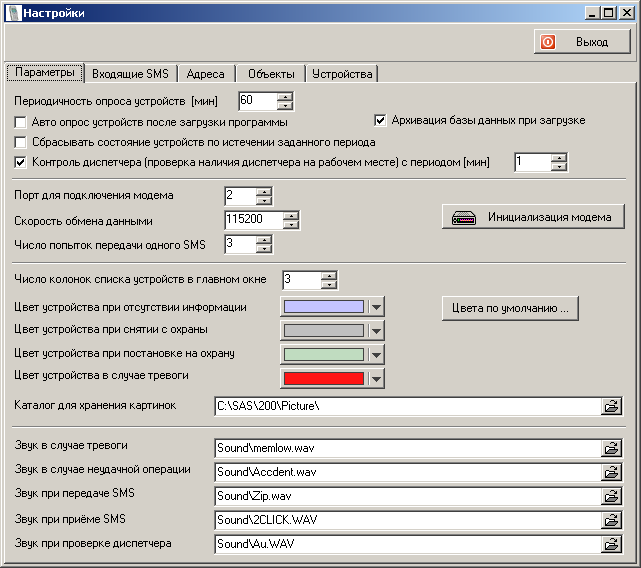 Настройки
Выход
Параметры Входящие SMS Адреса Объекты Устройства
Периодичность опроса устройств [мин] 60
Авто опрос устройств после загрузки программы Архивация базы данных при загрузке
Сбрасывать состояние устройств по истечении заданного периода
Контроль диспетчера (проверка наличия диспетчера на рабочем месте) с периодом [мин] 1
Порт для подключения модема 2
Скорость обмена данными 115200 Инициализация модема
Число попыток передачи одного SMS 3
Число колонок списка устройств в главном окне 3
Цвет устройства при отсутствии информации Цвета по умолчанию ...
Цвет устройства при снятии с охраны
Цвет устройства при постановке на охрану
Цвет устройства в случае тревоги
Каталог для хранения картинок C:\SAS\200\Picture\
Звук в случае тревоги Sound\memlow.wav
Звук в случае неудачной операции Sound\Accdent.wav
Звук при передаче SMS Sound\Zip.wav
Звук при приёме SMS Sound\2CLICK.WAV
Звук при проверке диспетчера Sound\Au.WAV